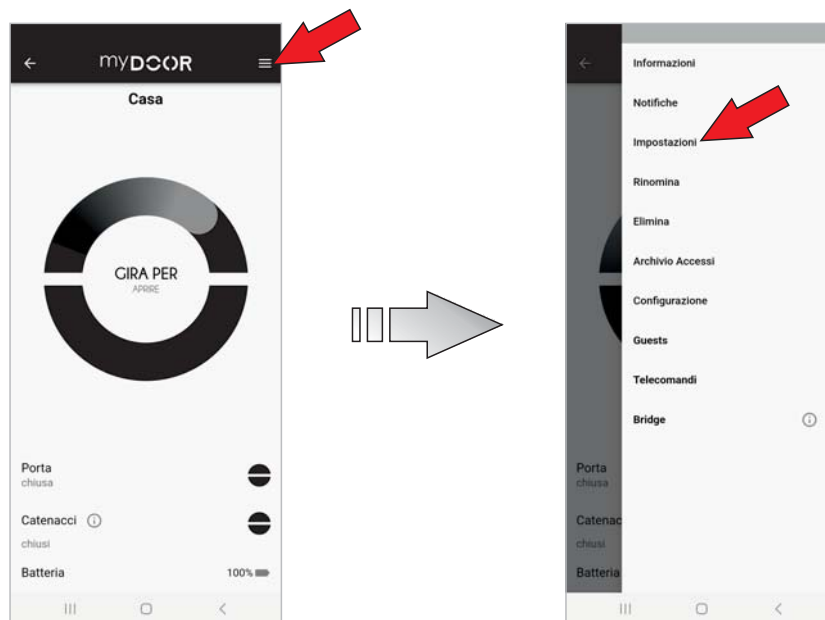 myDOOR
Casa
GIRA PER
APRIRE
Porta
chiusa
Catenacci
chiusi
Batteria
100%
Informazioni
Notifiche
Impostazioni
Rinomina
Elimina
Archivio Accessi
Configurazione
Guests
Telecomandi
Bridge
Porta
chiusa
Catenac
chiusi
Batteria